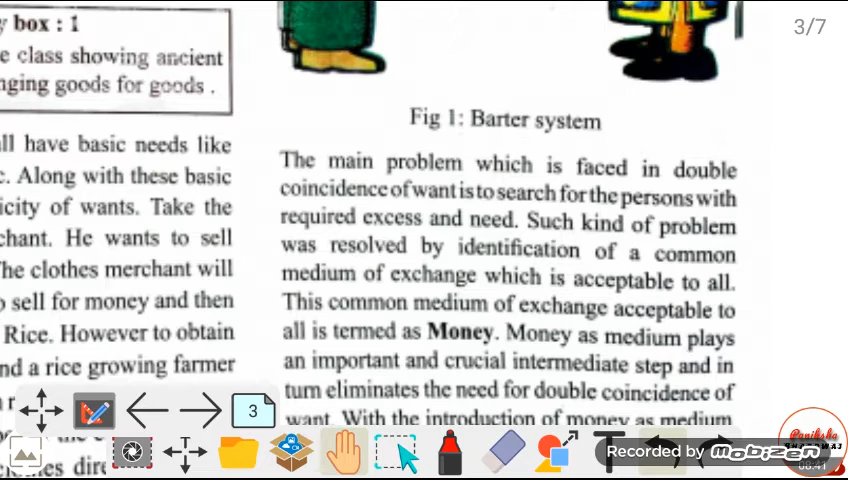 y box : 1
e class showing ancient
nging goods for goods .
all have basic needs like
c. Along with these basic
icity of wants. Take the
chant. He wants to sell
The clothes merchant will
o sell for money and then
Rice. However to obtain
nd a rice growing farmer
dire
Fig 1: Barter system
The main problem which is faced in double
coincidence of want is to search for the persons with
required excess and need. Such kind of problem
was resolved by identification of a common
medium of exchange which is acceptable to all.
This common medium of exchange acceptable to
all is termed as Money. Money as medium plays
an important and crucial intermediate step and in
turn eliminates the need for double coincidence of
want. With the introduction of money as medium
3/7
3
T
T
Recorded by mobizen
Paniksha
08:41